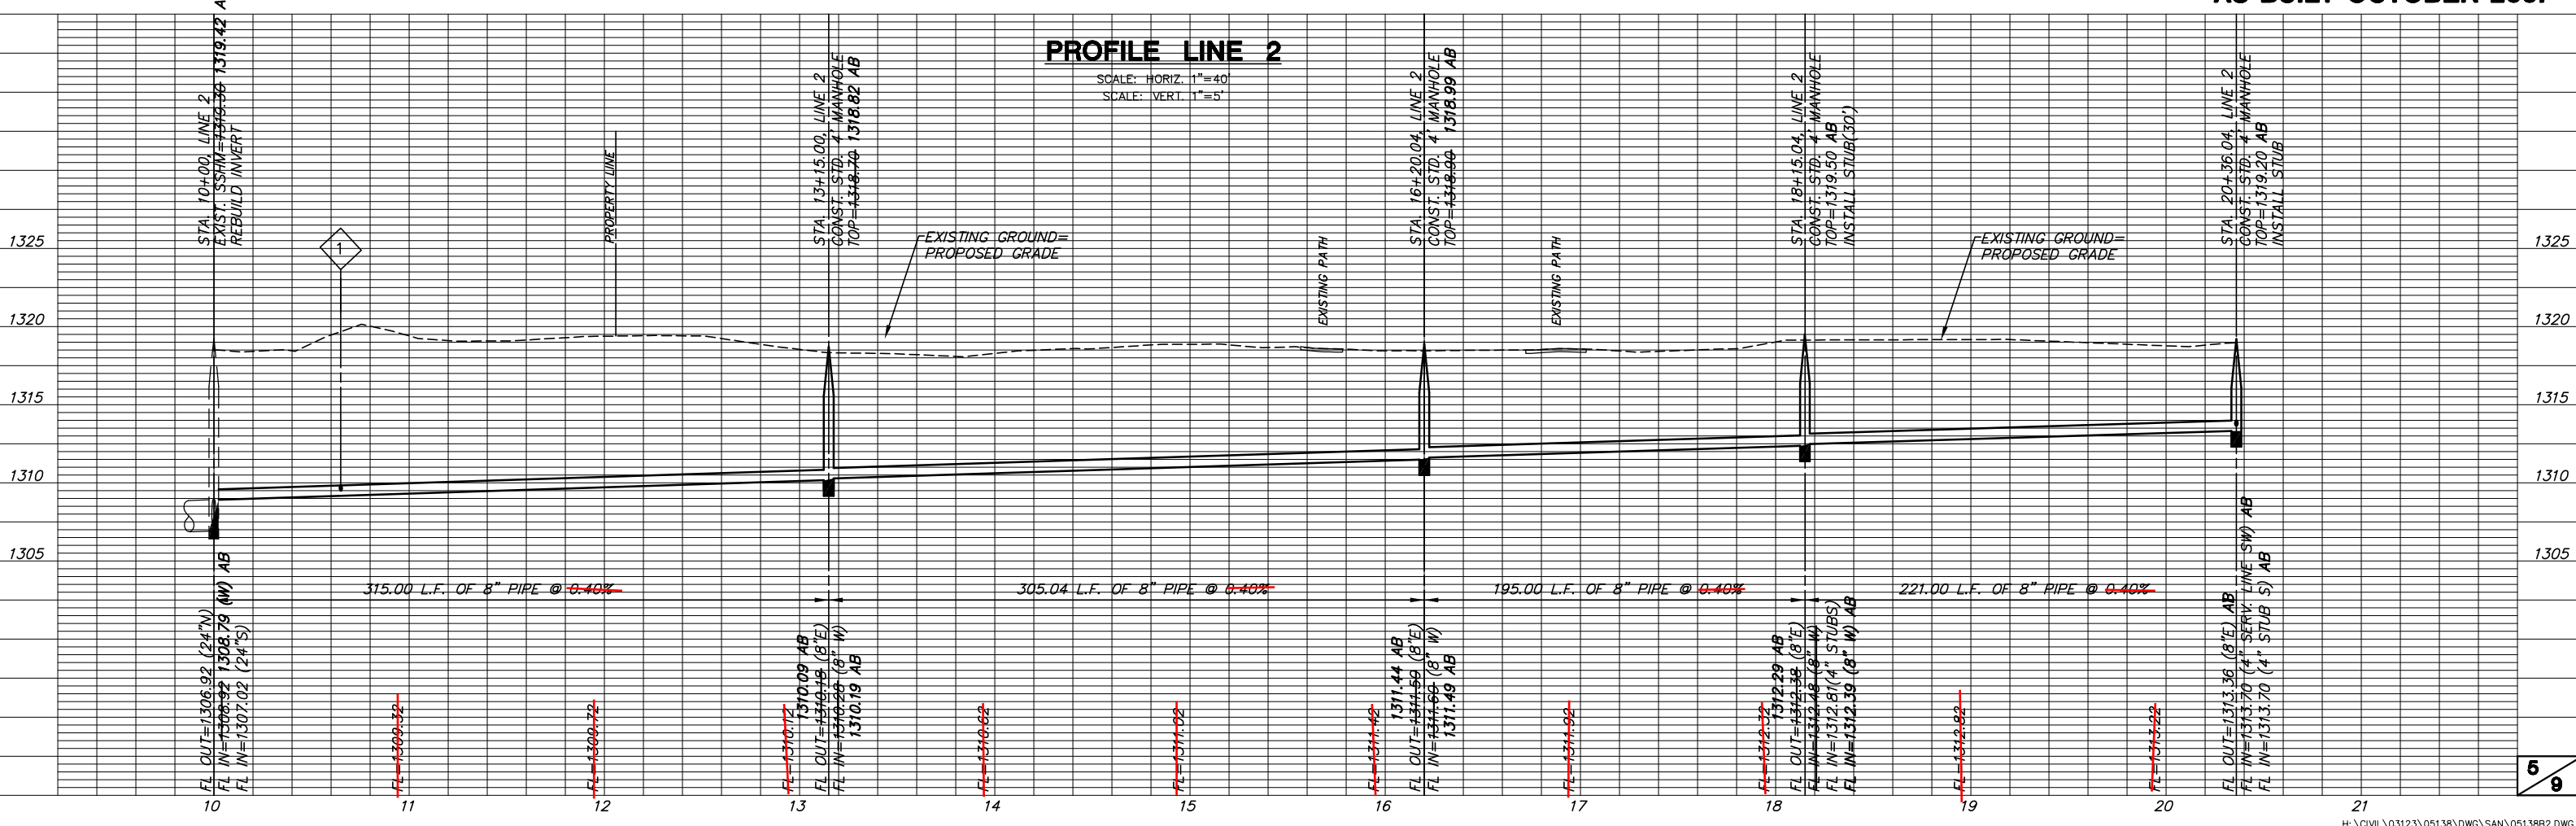 AS-BUILT OCTOBER 2007
PROFILE LINE 2
SCALE: HORIZ. 1"=40'
SCALE: VERT. 1"=5'
STA. 10+00, LINE 2
EXIST. SSHM=1319.30 1319.42 A
REBUILD INVERT
1
PROPERTY LINE
STA. 13+15.00, LINE 2
CONST. STD. 4' MANHOLE
TOP=1318.70 1318.82 AB
EXISTING GROUND=
PROPOSED GRADE
EXISTING PATH
STA. 16+20.04, LINE 2
CONST. STD. 4' MANHOLE
TOP=1318.90 1318.99 AB
EXISTING PATH
STA. 18+15.04, LINE 2
CONST. STD. 4' MANHOLE
TOP=1319.50 AB
INSTALL STUB(30')
EXISTING GROUND=
PROPOSED GRADE
STA. 20+36.04, LINE 2
CONST. STD. 4' MANHOLE
TOP=1319.20 AB
INSTALL STUB
1325
1320
1315
1310
1305
1325
1320
1315
1310
1305
315.00 L.F. OF 8" PIPE @ 0.40%
305.04 L.F. OF 8" PIPE @ 0.40%
195.00 L.F. OF 8" PIPE @ 0.40%
221.00 L.F. OF 8" PIPE @ 0.40%
FL OUT=1306.92 (24"N)
FL IN=1308.92 1308.79 (W) AB
FL IN=1307.02 (24"S)
FL=1309.32
FL=1309.72
FL=1310.12
1310.09 AB
FL OUT=1310.18 (8"E)
FL IN=1310.28 (8" W)
1310.19 AB
FL=1310.62
FL=1311.02
FL=1311.42
1311.44 AB
FL OUT=1311.50 (8"E)
FL IN=1311.60 (8" W)
1311.49 AB
FL=1311.92
FL=1312.32
1312.29 AB
FL OUT=1312.38 (8"E)
FL IN=1312.48 (8" W)
FL IN=1312.81(4" STUBS)
FL IN=1312.39 (8" W) AB
FL=1312.82
FL=1313.22
FL OUT=1313.36 (8"E) AB
FL IN=1313.70 (4" SERV. LINE SW) AB
FL IN=1313.70 (4" STUB S) AB
10 11 12 13 14 15 16 17 18 19 20 21
5
9
H:\CIVIL\03123\05138\DWG\SAN\05138B2.DWG